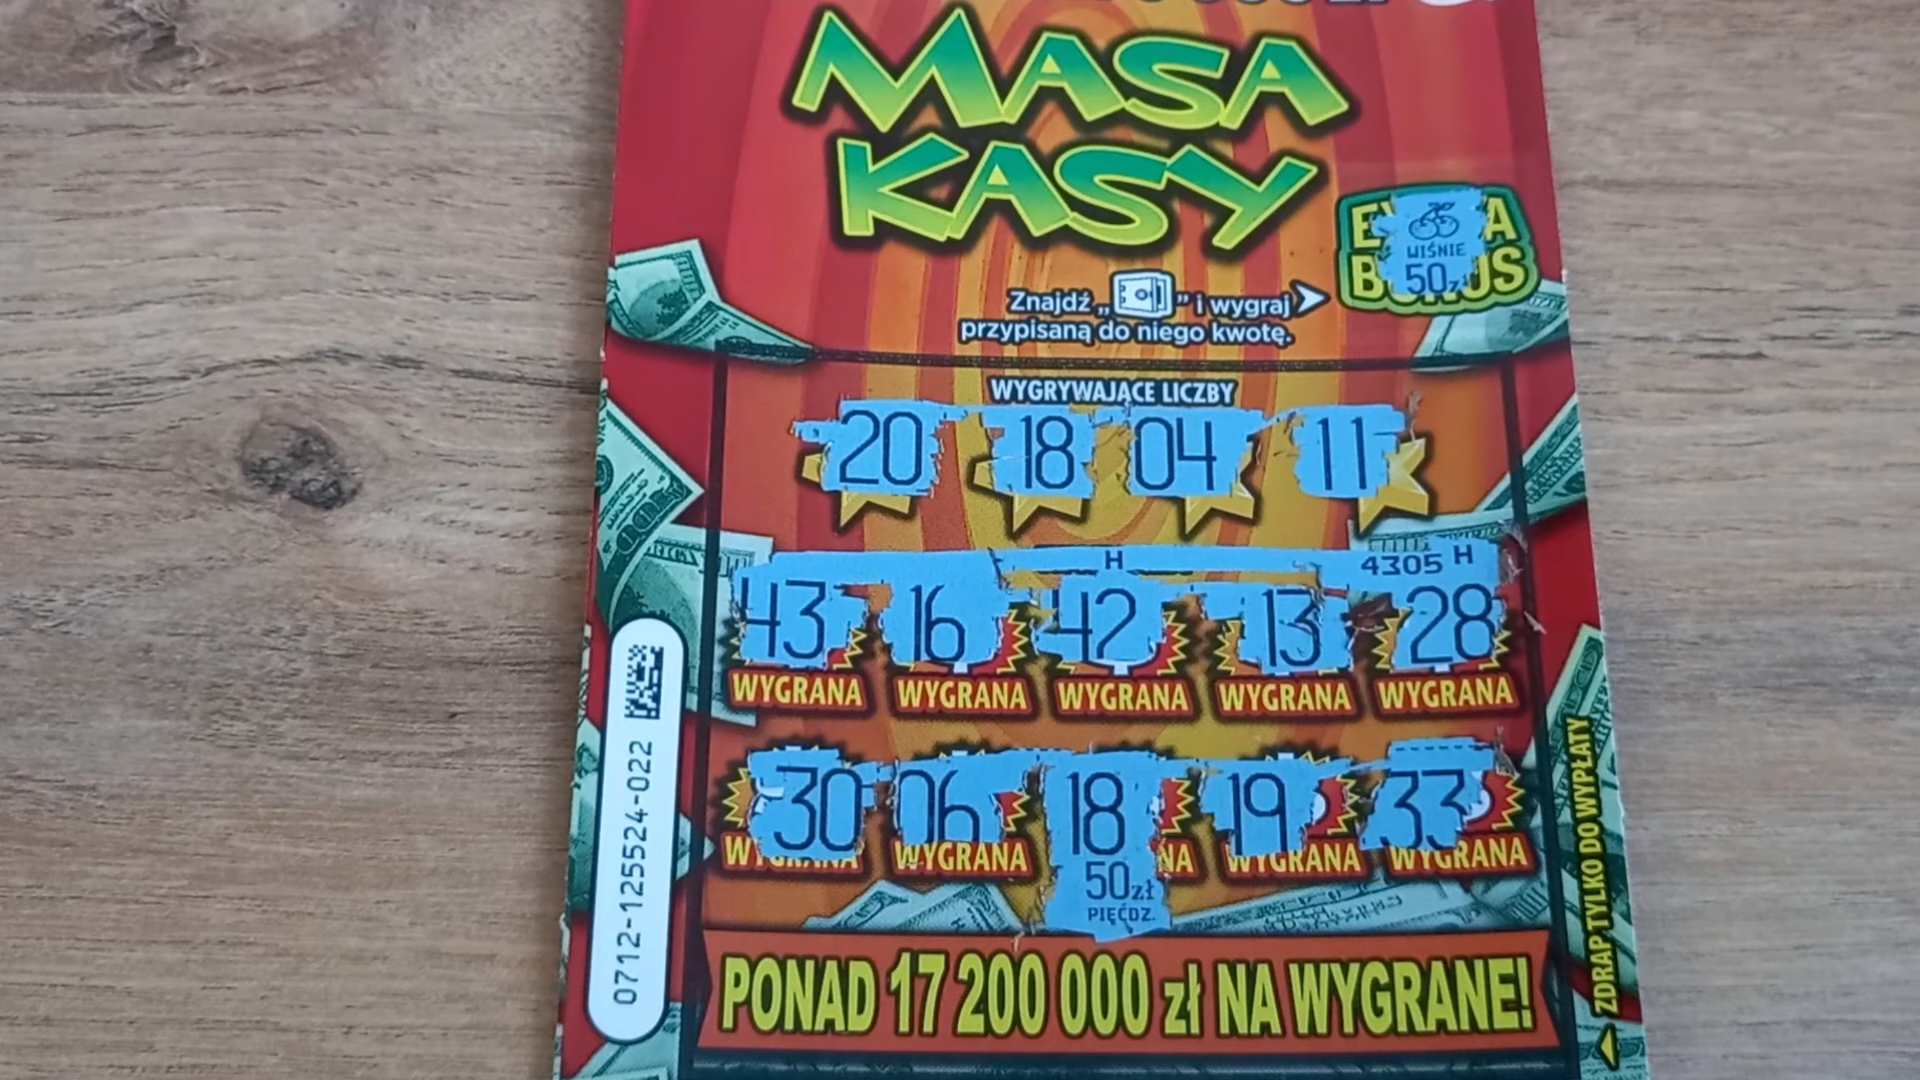 MASA
KASY
EXTRA
BONUS
WIŚNIE
50zł
Znajdź „ ” i wygraj
przypisaną do niego kwotę.
WYGRYWAJĄCE LICZBY
20 18 04 11
H
4305 H
43 16 42 13 28
WYGRANA WYGRANA WYGRANA WYGRANA WYGRANA
30 06 18 19 33
WYGRANA WYGRANA WYGRANA WYGRANA
50zł
PIĘĆDZ.
PONAD 17 200 000 zł NA WYGRANE!
0712-125524-022
ZDRAP TYLKO DO WYPŁATY